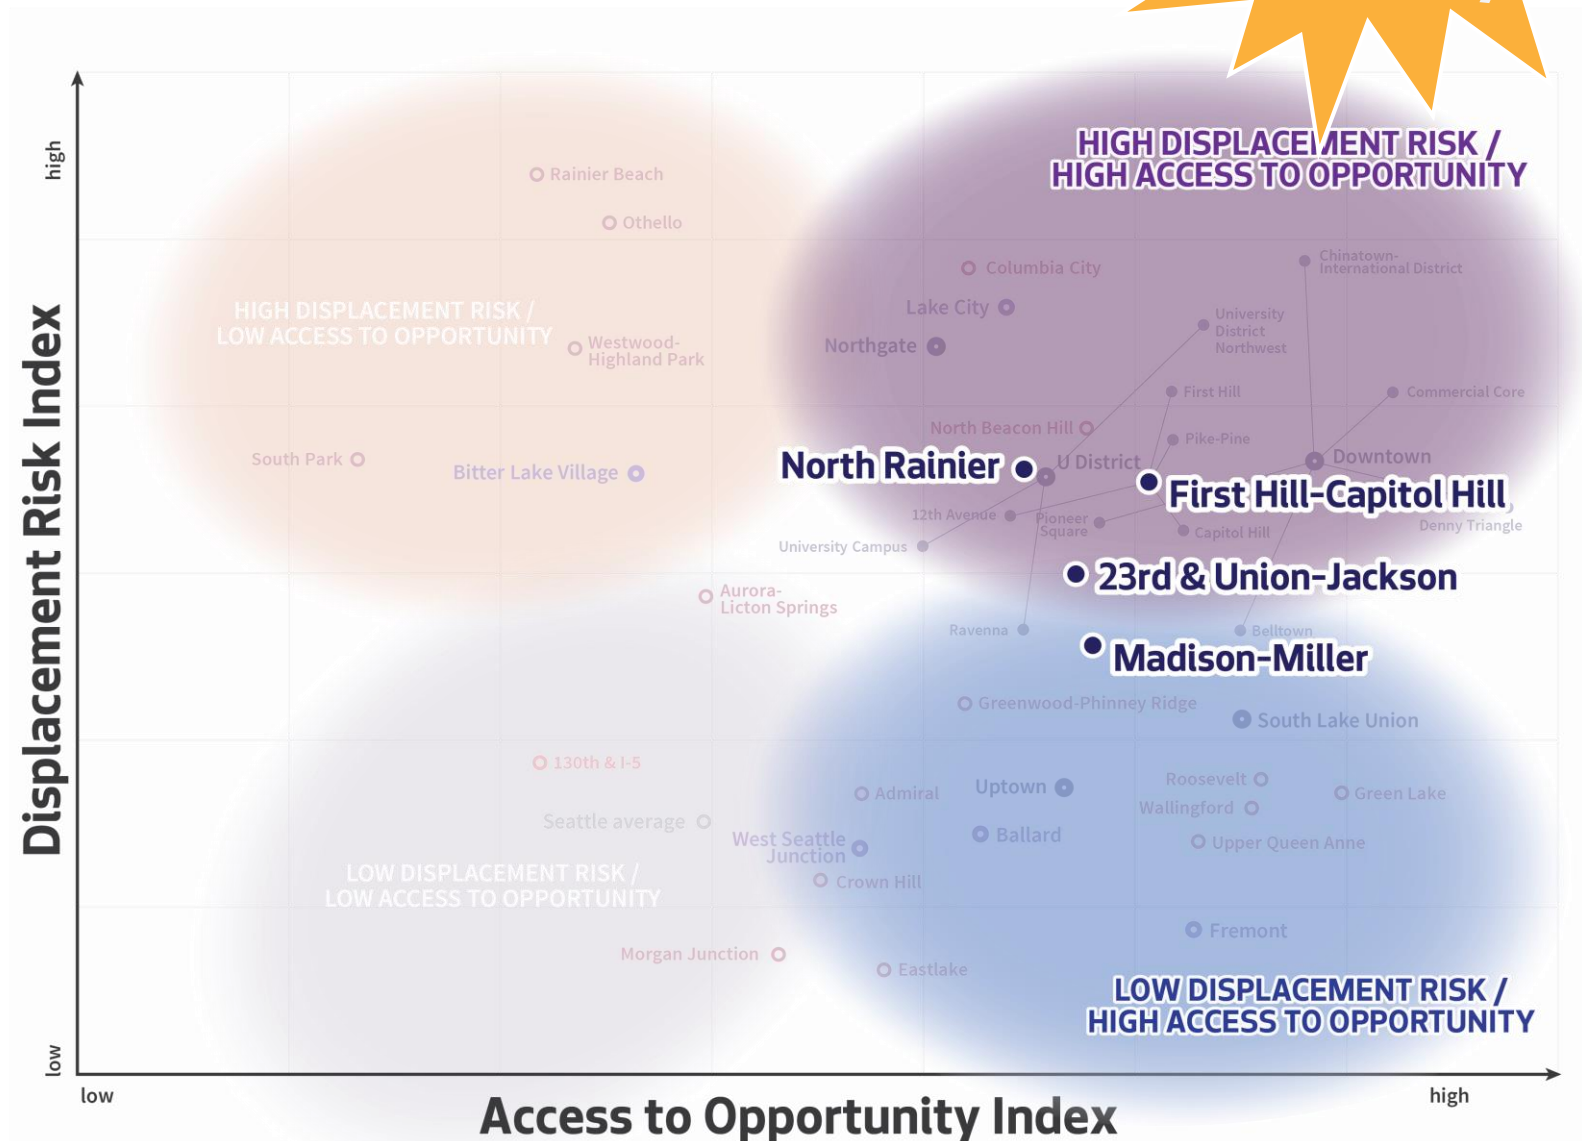 HIGH DISPLACEMENT RISK /
HIGH ACCESS TO OPPORTUNITY
high
Rainier Beach
Othello
Columbia City
Chinatown-
International District
HIGH DISPLACEMENT RISK /
LOW ACCESS TO OPPORTUNITY
Lake City
University
District
Northwest
Northgate
Westwood-
Highland Park
First Hill
Commercial Core
North Beacon Hill
Pike-Pine
South Park
Bitter Lake Village
North Rainier
U District
Downtown
First Hill-Capitol Hill
12th Avenue
Pioneer
Square
Capitol Hill
Denny Triangle
University Campus
23rd & Union-Jackson
Aurora-
Licton Springs
Ravenna
Belltown
Madison-Miller
Greenwood-Phinney Ridge
South Lake Union
130th & I-5
Admiral
Uptown
Roosevelt
Green Lake
Wallingford
Seattle average
West Seattle
Junction
Ballard
Upper Queen Anne
Crown Hill
LOW DISPLACEMENT RISK /
LOW ACCESS TO OPPORTUNITY
Fremont
Morgan Junction
Eastlake
LOW DISPLACEMENT RISK /
HIGH ACCESS TO OPPORTUNITY
low
Displacement Risk Index
low
high
Access to Opportunity Index